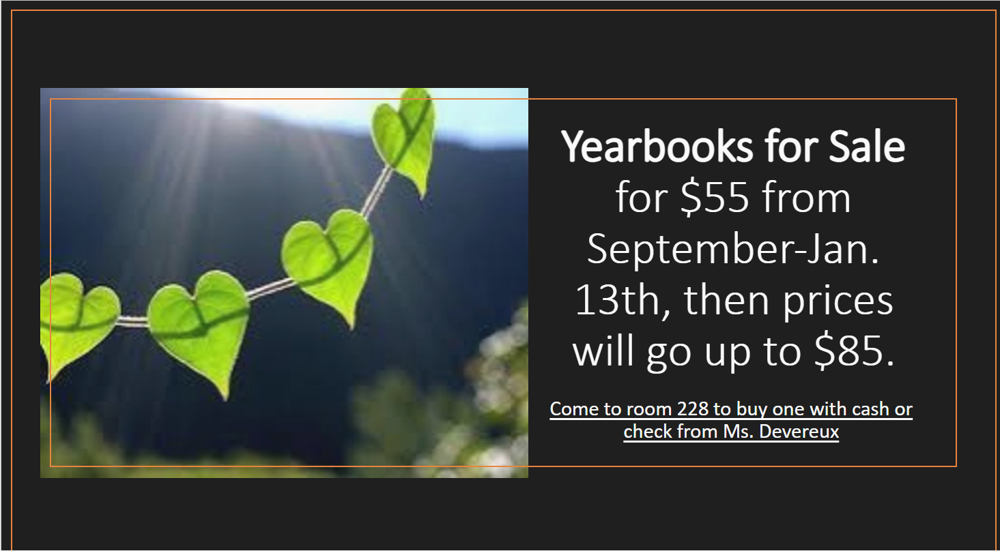 Yearbooks for Sale
for $55 from
September-Jan.
13th, then prices
will go up to $85.
Come to room 228 to buy one with cash or
check from Ms. Devereux